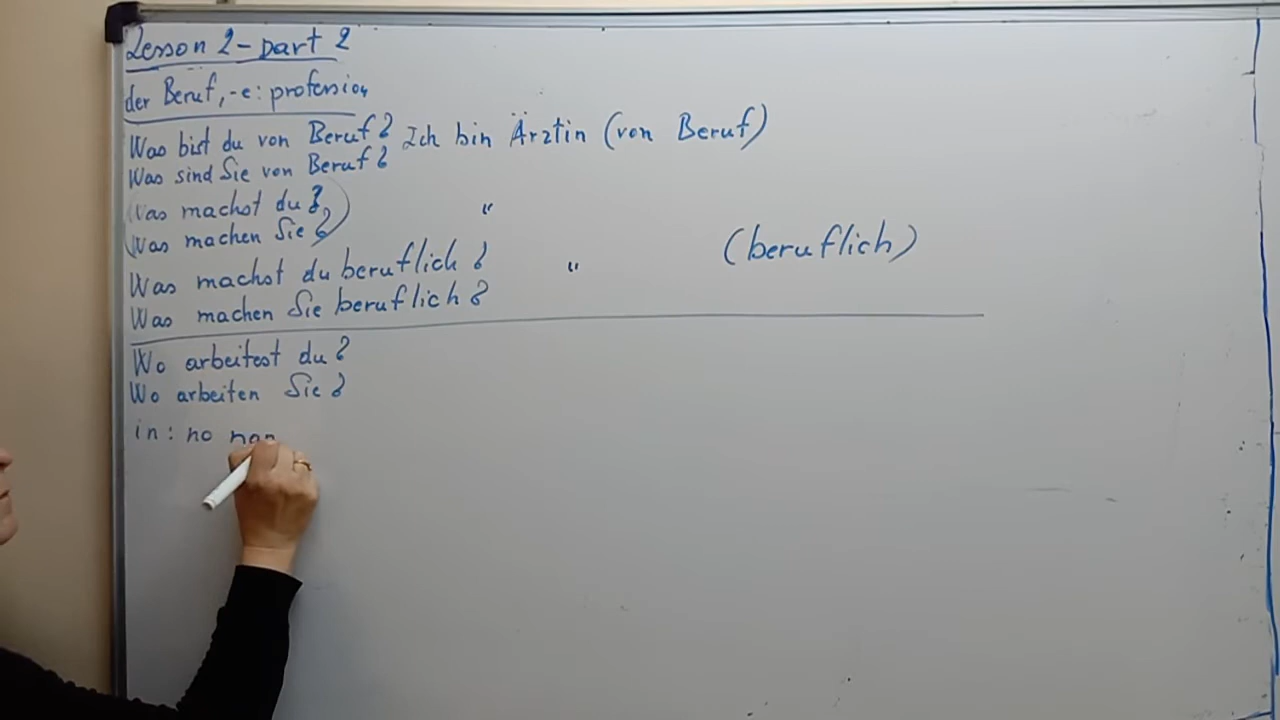 Lesson 2 - part 2
der Beruf, -e: profession
Was bist du von Beruf? Ich bin Ärztin (von Beruf)
Was sind Sie von Beruf?
(Was machst du? "
(Was machen Sie?)
Was machst du beruflich? " (beruflich)
Was machen Sie beruflich?
Wo arbeitest du?
Wo arbeiten Sie?
in: no